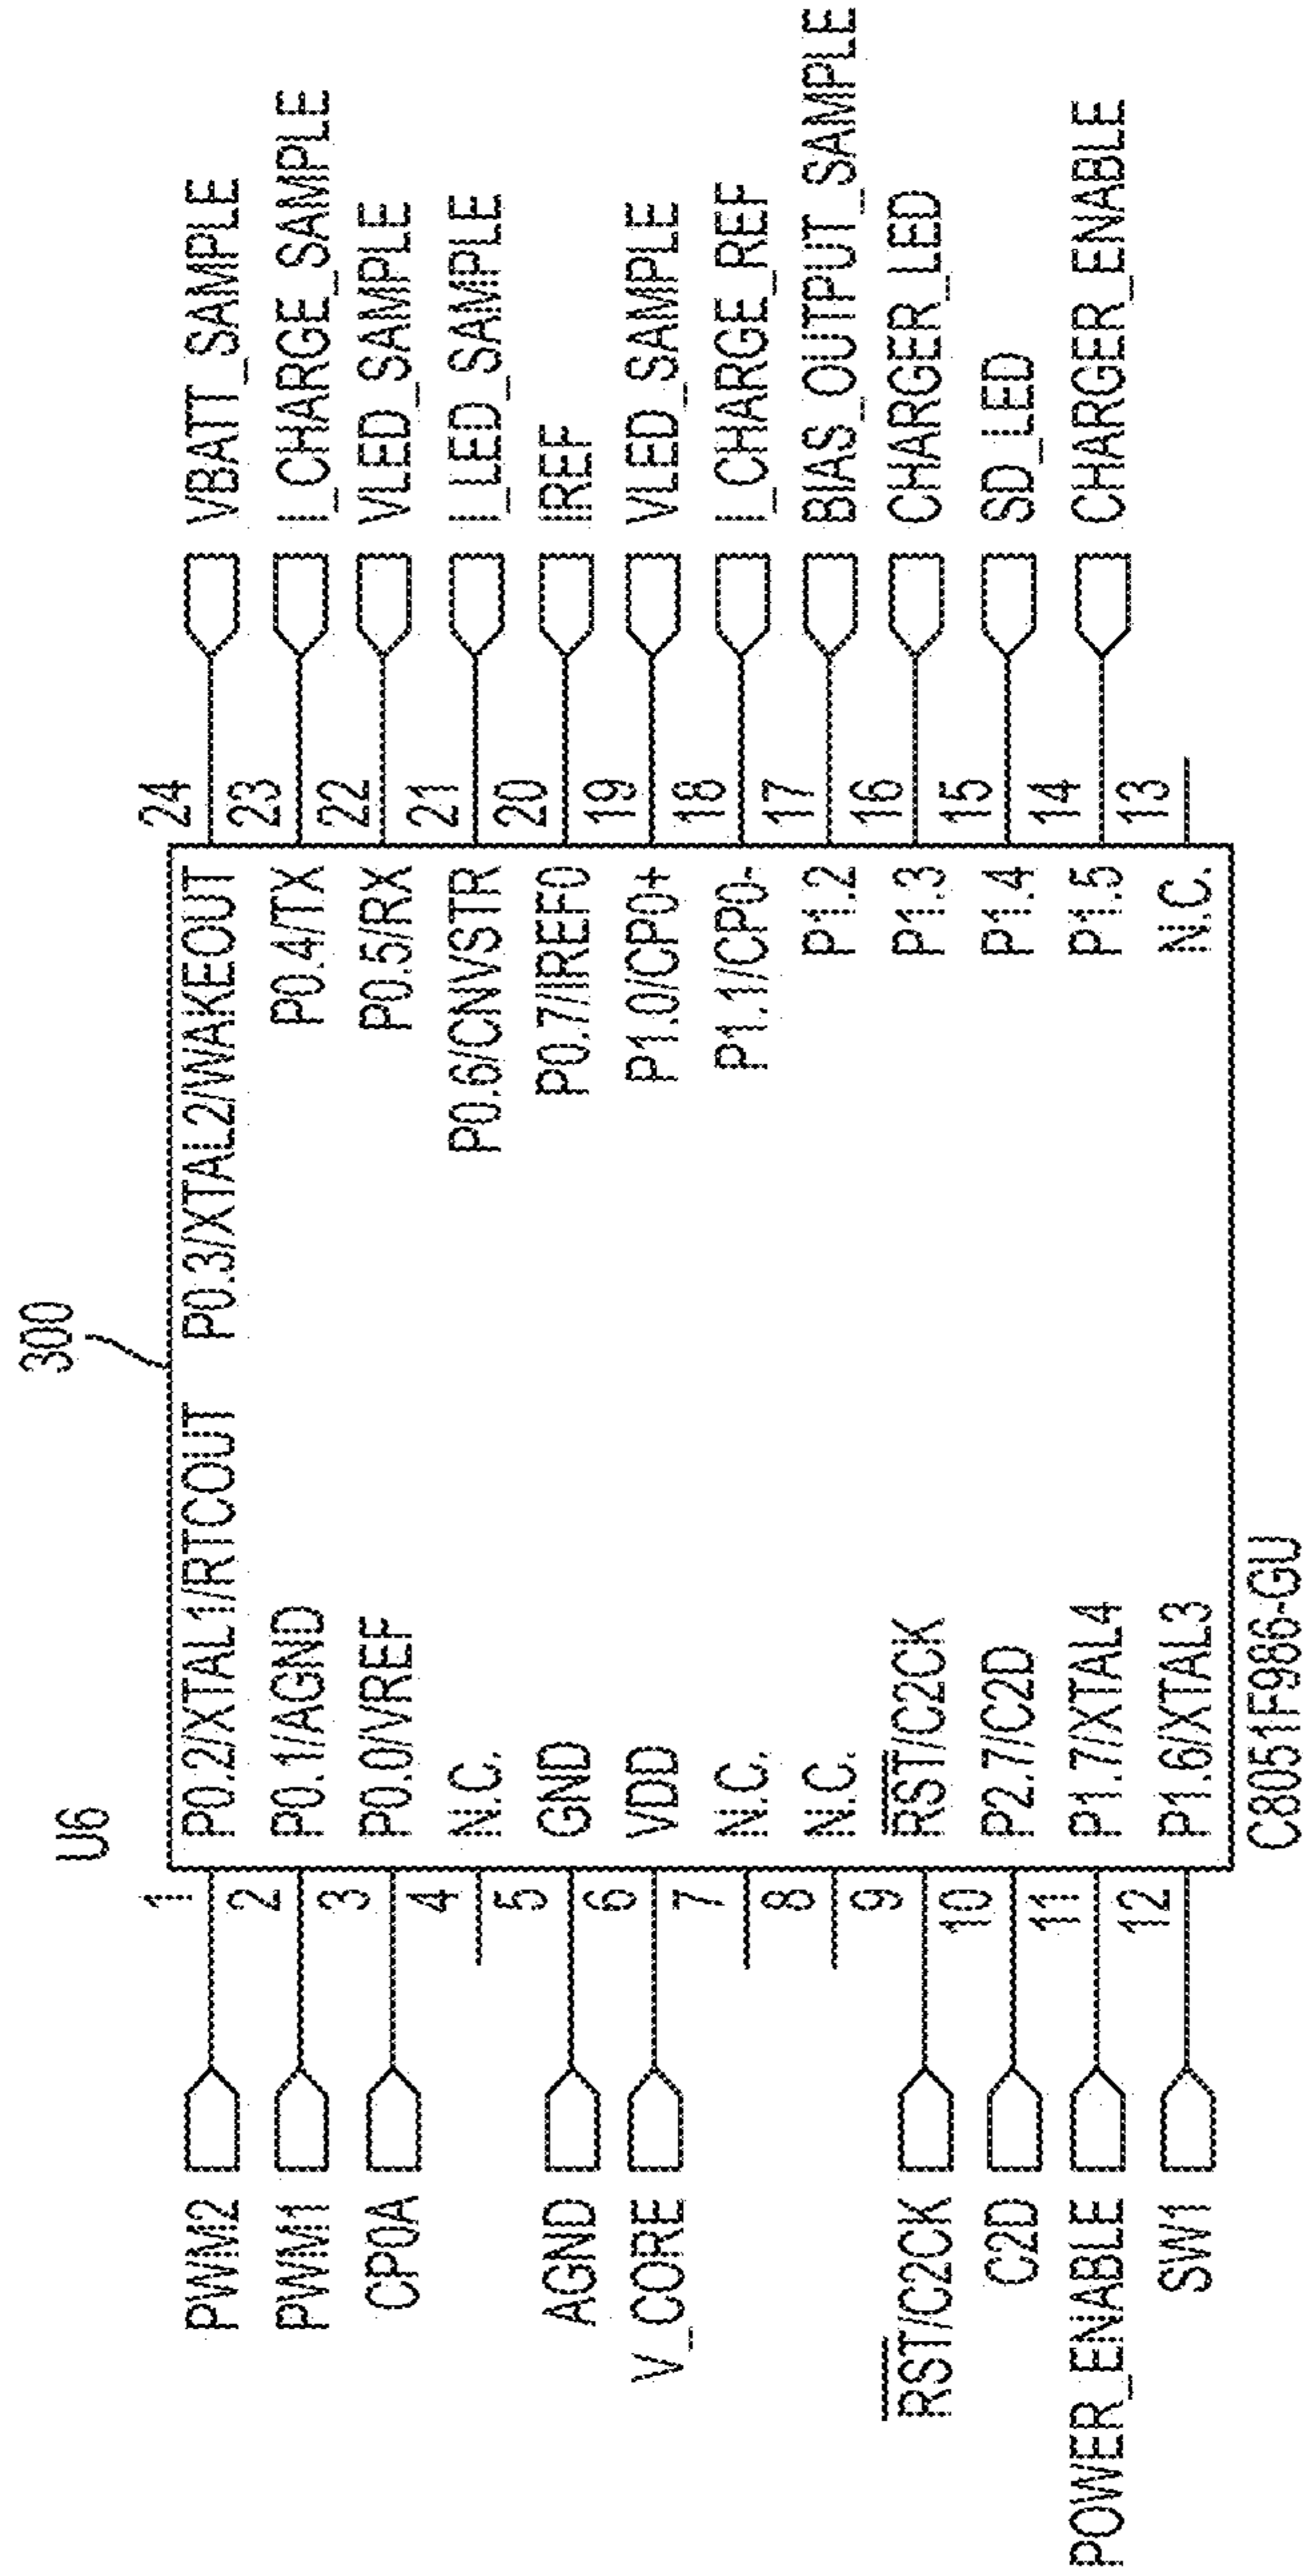 300
U6
PWM2 1 P0.2/XTAL1/RTCOUT P0.3/XTAL2/WAKEOUT 24 VBATT_SAMPLE
PWM1 2 P0.1/AGND P0.4/TX 23 I_CHARGE_SAMPLE
CP0A 3 P0.0/VREF P0.5/RX 22 VLED_SAMPLE
4 N.C. P0.6/CNVSTR 21 I_LED_SAMPLE
AGND 5 GND P0.7/IREF0 20 IREF
V_CORE 6 VDD P1.0/CP0+ 19 VLED_SAMPLE
7 N.C. P1.1/CP0- 18 I_CHARGE_REF
8 N.C. P1.2 17 BIAS_OUTPUT_SAMPLE
R̅S̅T̅/C2CK 9 R̅S̅T̅/C2CK P1.3 16 CHARGER_LED
C2D 10 P2.7/C2D P1.4 15 SD_LED
POWER_ENABLE 11 P1.7/XTAL4 P1.5 14 CHARGER_ENABLE
SW1 12 P1.6/XTAL3 N.C. 13
C8051F986-GU